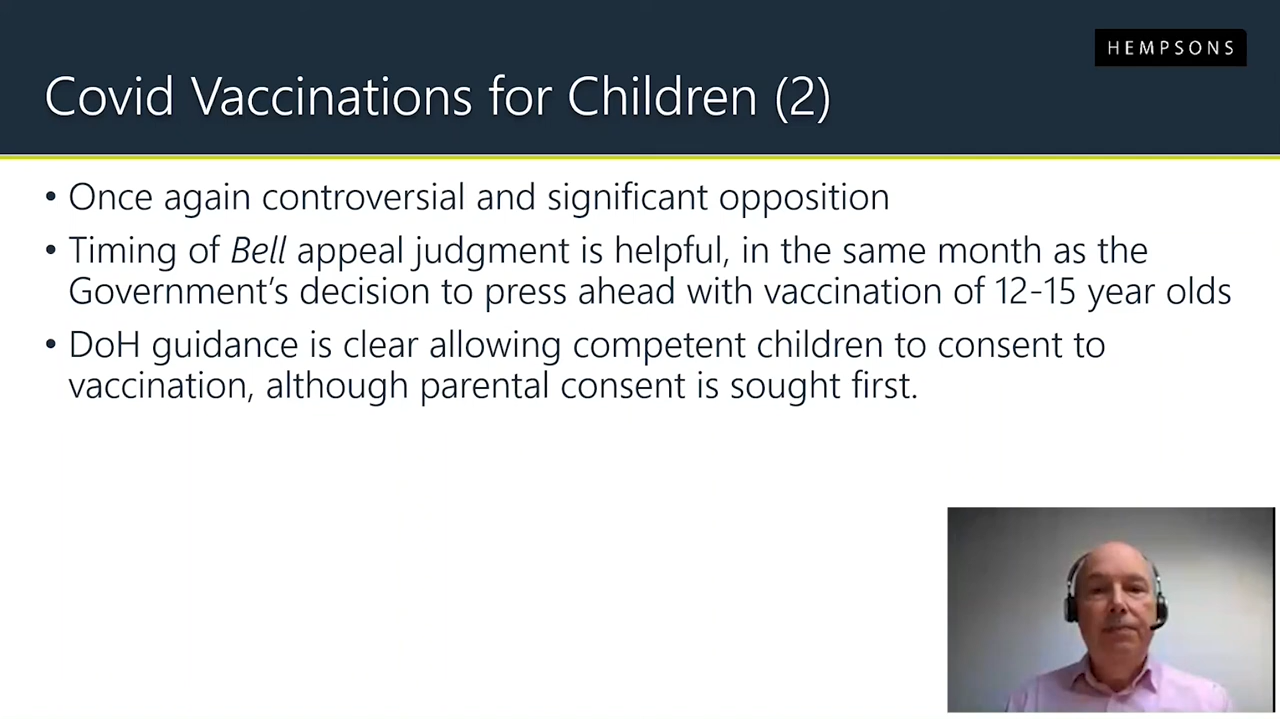 HEMPSONS
Covid Vaccinations for Children (2)
• Once again controversial and significant opposition
• Timing of Bell appeal judgment is helpful, in the same month as the
Government's decision to press ahead with vaccination of 12-15 year olds
• DoH guidance is clear allowing competent children to consent to
vaccination, although parental consent is sought first.